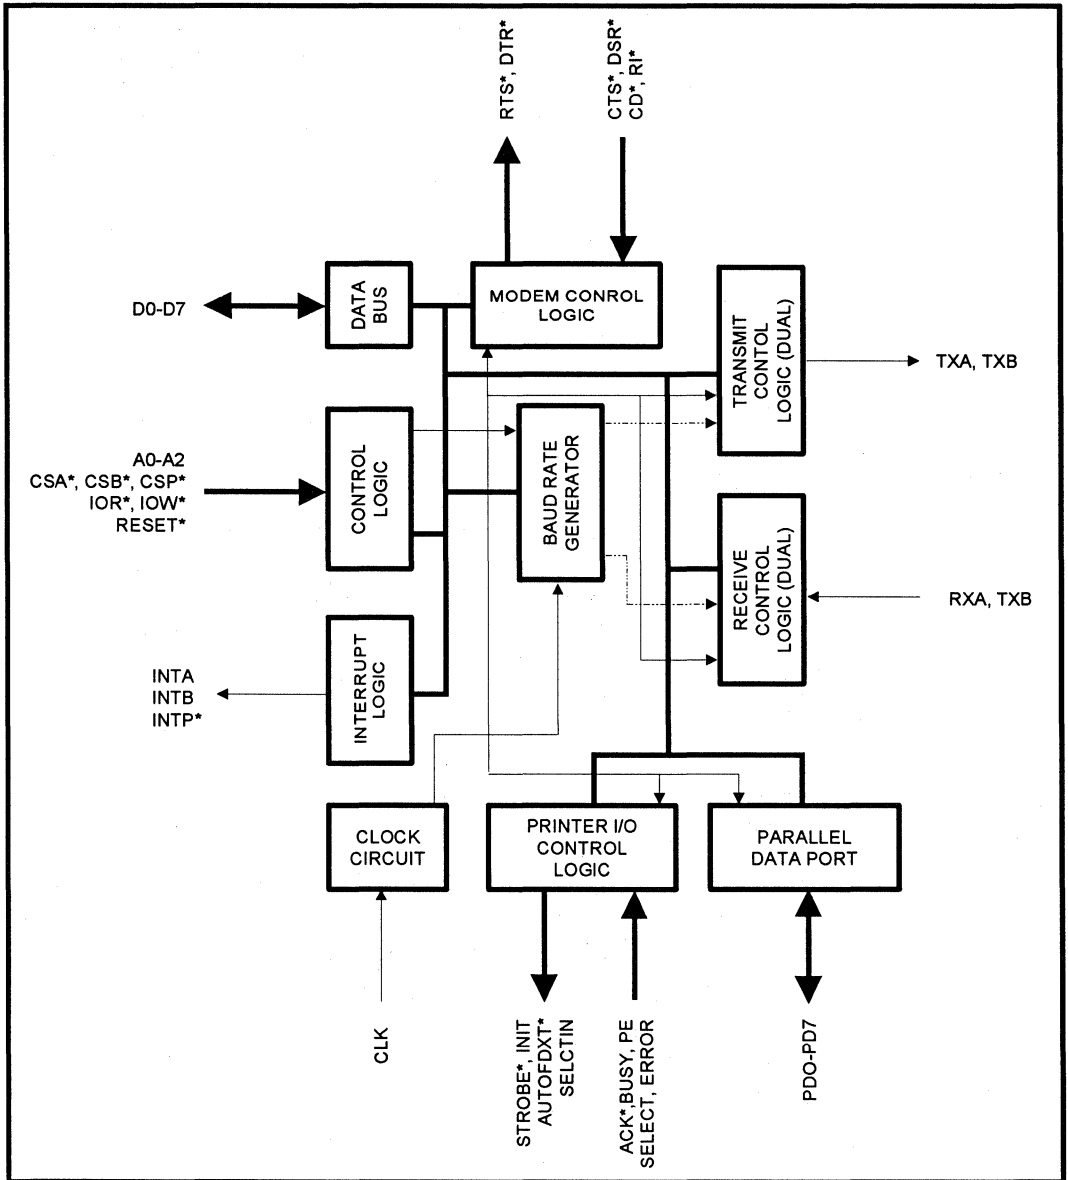 RTS*, DTR*
CTS*, DSR*
CD*, RI*
D0-D7
DATA
BUS
MODEM CONROL
LOGIC
TRANSMIT
CONTOL
LOGIC (DUAL)
TXA, TXB
A0-A2
CSA*, CSB*, CSP*
IOR*, IOW*
RESET*
CONTROL
LOGIC
BAUD RATE
GENERATOR
RECEIVE
CONTROL
LOGIC (DUAL)
RXA, TXB
INTA
INTB
INTP*
INTERRUPT
LOGIC
CLOCK
CIRCUIT
PRINTER I/O
CONTROL
LOGIC
PARALLEL
DATA PORT
CLK
STROBE*, INIT
AUTOFDXT*
SELCTIN
ACK*,BUSY, PE
SELECT, ERROR
PDO-PD7